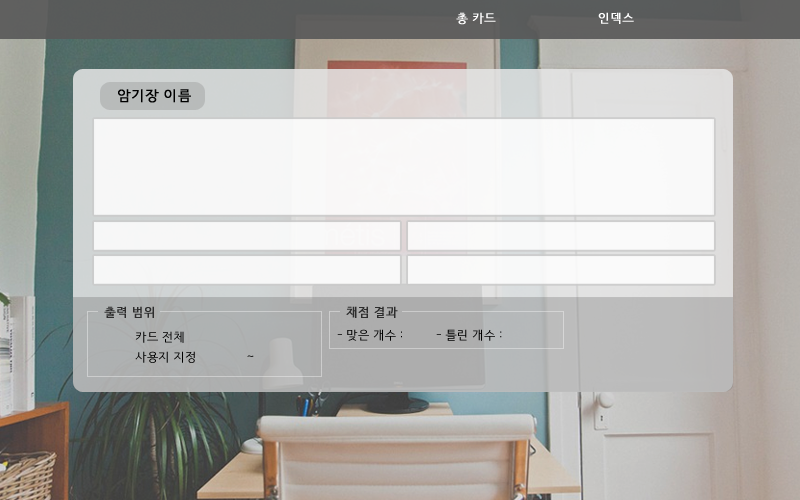 총 카드 인덱스
암기장 이름
출력 범위 채점 결과
카드 전체 - 맞은 개수 : - 틀린 개수 :
사용지 지정 ~